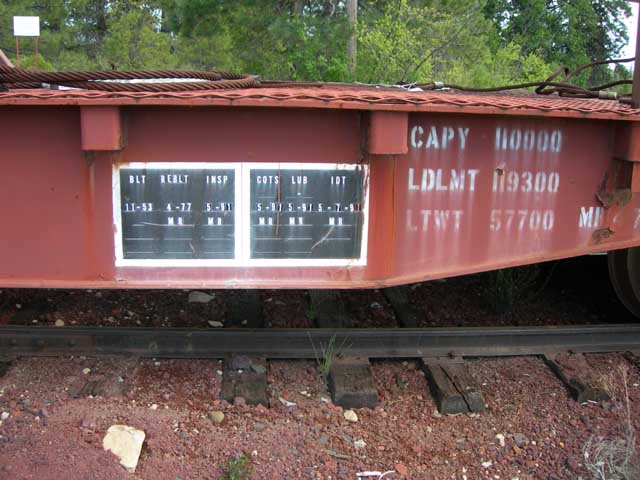 BLT REBLT INSP
11-53 4-77 5-91
MR MR
COTS LUB IDT
5-91 5-91 5-7-91
MR MR MR
CAPY 110000
LDLMT 119300
LTWT 57700